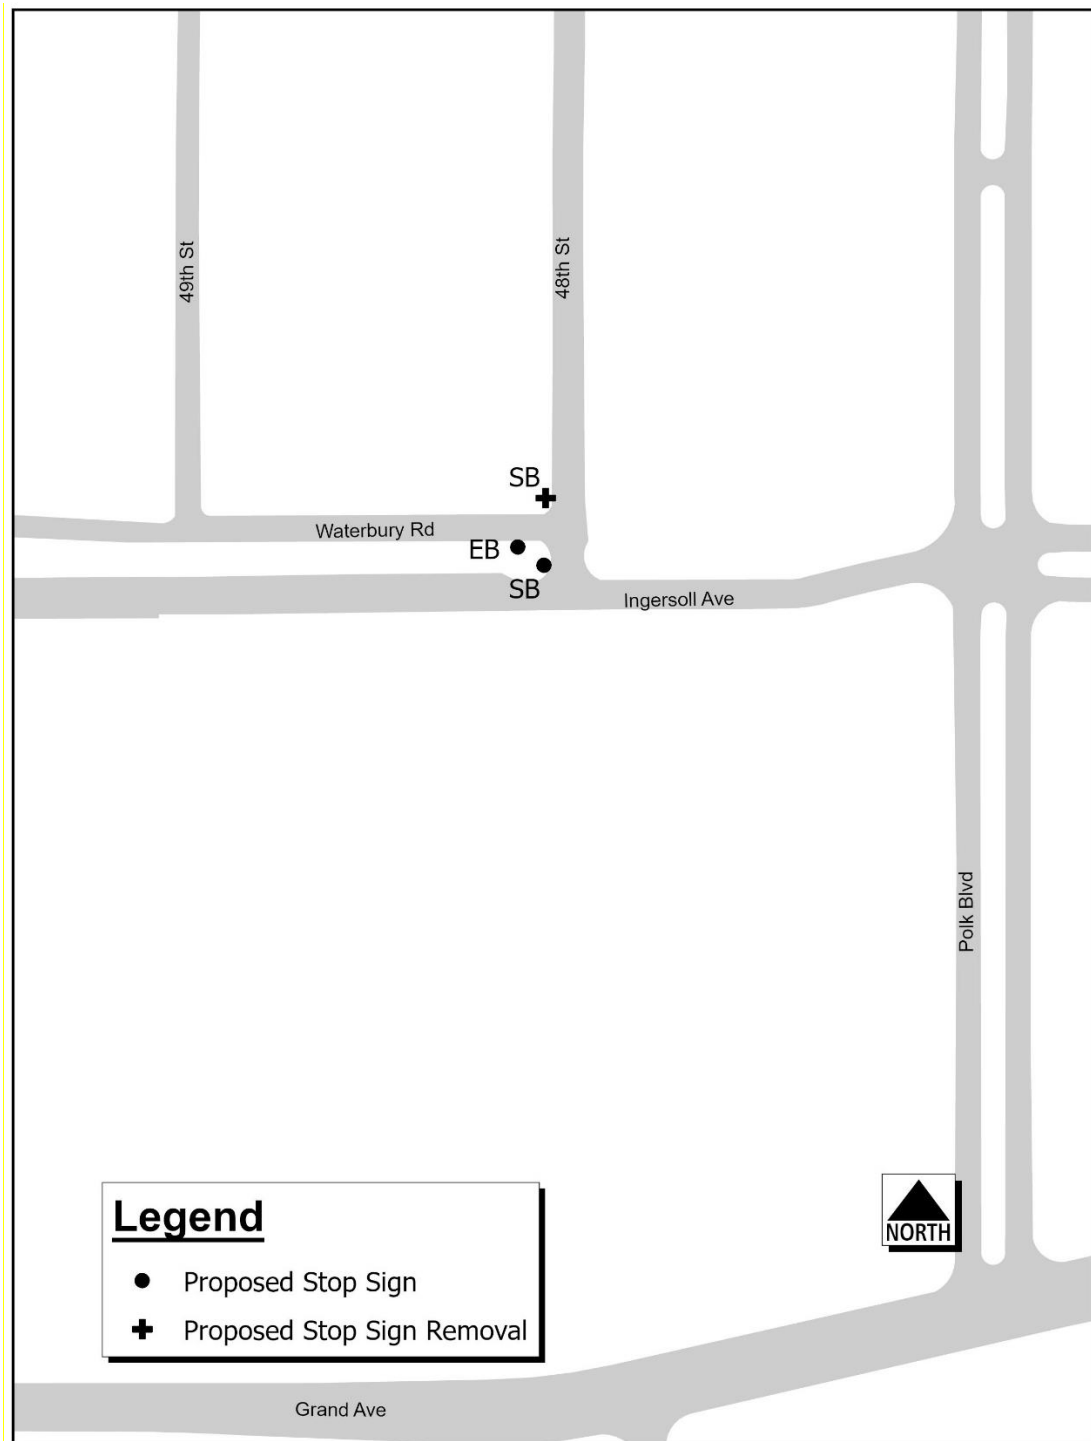 49th St
48th St
SB
Waterbury Rd
EB
SB
Ingersoll Ave
Polk Blvd
NORTH
Legend
Proposed Stop Sign
Proposed Stop Sign Removal
Grand Ave